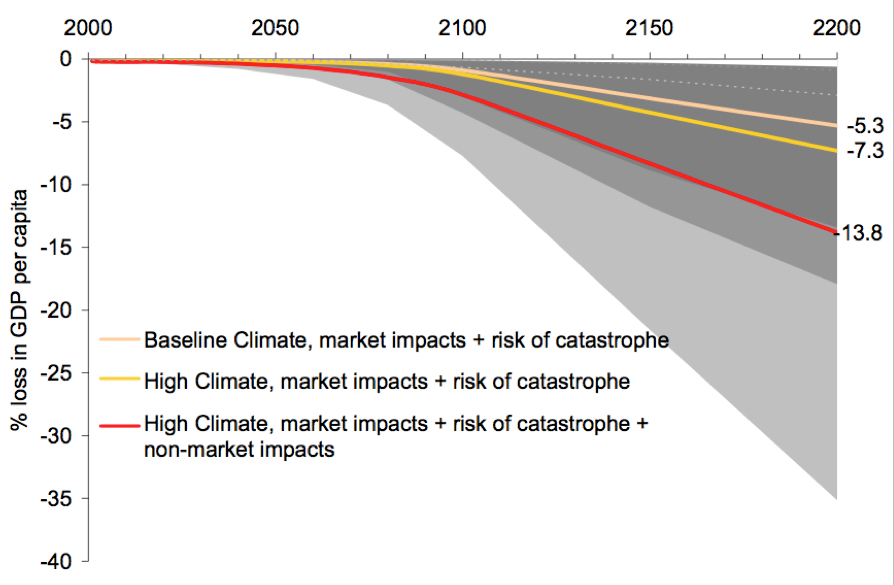 2000 2050 2100 2150 2200
0
-5
-5.3
-7.3
-10
-13.8
-15
-20
Baseline Climate, market impacts + risk of catastrophe
-25
High Climate, market impacts + risk of catastrophe
High Climate, market impacts + risk of catastrophe +
non-market impacts
-30
-35
-40
% loss in GDP per capita